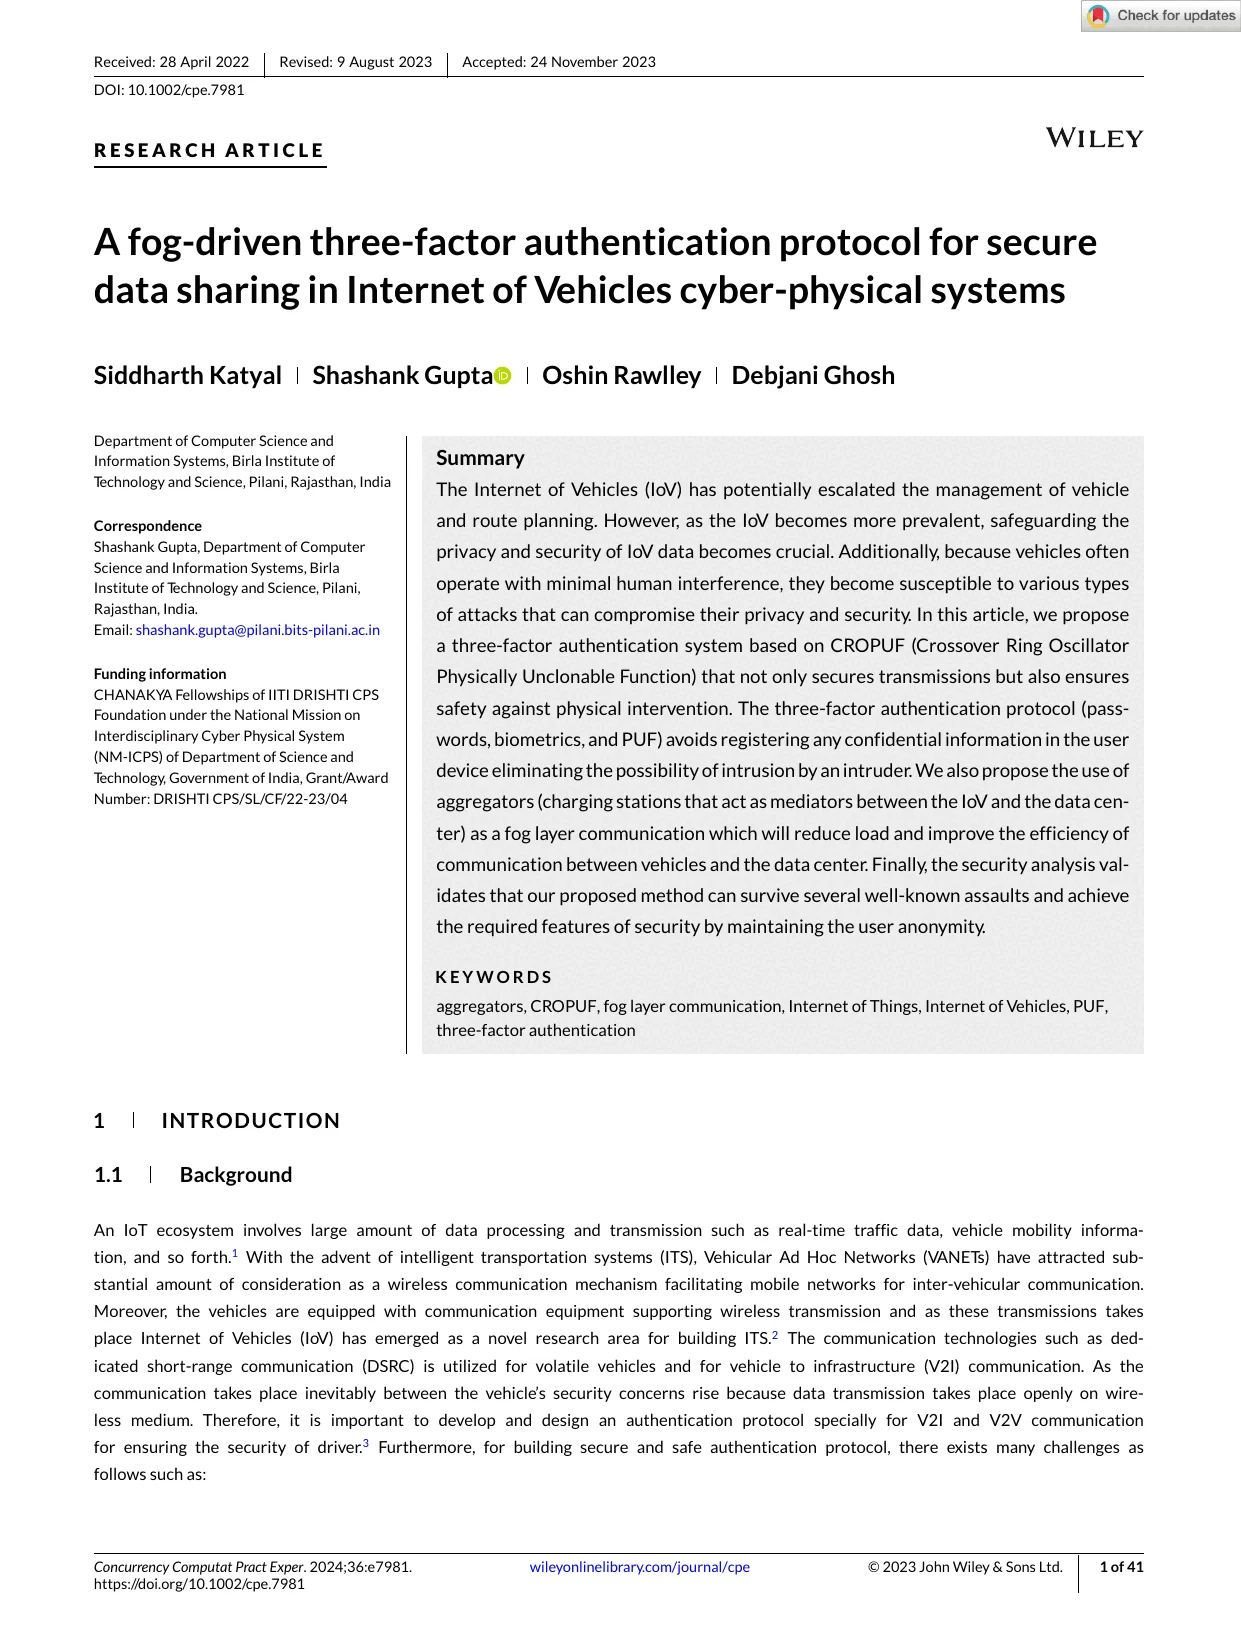 Check for updates
Received: 28 April 2022 | Revised: 9 August 2023 | Accepted: 24 November 2023
DOI: 10.1002/cpe.7981
RESEARCH ARTICLE
WILEY
A fog-driven three-factor authentication protocol for secure
data sharing in Internet of Vehicles cyber-physical systems
Siddharth Katyal | Shashank Gupta iD | Oshin Rawlley | Debjani Ghosh
Department of Computer Science and
Information Systems, Birla Institute of
Technology and Science, Pilani, Rajasthan, India
Correspondence
Shashank Gupta, Department of Computer
Science and Information Systems, Birla
Institute of Technology and Science, Pilani,
Rajasthan, India.
Email: shashank.gupta@pilani.bits-pilani.ac.in
Funding information
CHANAKYA Fellowships of IITI DRISHTI CPS
Foundation under the National Mission on
Interdisciplinary Cyber Physical System
(NM-ICPS) of Department of Science and
Technology, Government of India, Grant/Award
Number: DRISHTI CPS/SL/CF/22-23/04
Summary
The Internet of Vehicles (IoV) has potentially escalated the management of vehicle
and route planning. However, as the IoV becomes more prevalent, safeguarding the
privacy and security of IoV data becomes crucial. Additionally, because vehicles often
operate with minimal human interference, they become susceptible to various types
of attacks that can compromise their privacy and security. In this article, we propose
a three-factor authentication system based on CROPUF (Crossover Ring Oscillator
Physically Unclonable Function) that not only secures transmissions but also ensures
safety against physical intervention. The three-factor authentication protocol (pass-
words, biometrics, and PUF) avoids registering any confidential information in the user
device eliminating the possibility of intrusion by an intruder. We also propose the use of
aggregators (charging stations that act as mediators between the IoV and the data cen-
ter) as a fog layer communication which will reduce load and improve the efficiency of
communication between vehicles and the data center. Finally, the security analysis val-
idates that our proposed method can survive several well-known assaults and achieve
the required features of security by maintaining the user anonymity.
KEYWORDS
aggregators, CROPUF, fog layer communication, Internet of Things, Internet of Vehicles, PUF,
three-factor authentication
1 | INTRODUCTION
1.1 | Background
An IoT ecosystem involves large amount of data processing and transmission such as real-time traffic data, vehicle mobility informa-
tion, and so forth.1 With the advent of intelligent transportation systems (ITS), Vehicular Ad Hoc Networks (VANETs) have attracted sub-
stantial amount of consideration as a wireless communication mechanism facilitating mobile networks for inter-vehicular communication.
Moreover, the vehicles are equipped with communication equipment supporting wireless transmission and as these transmissions takes
place Internet of Vehicles (IoV) has emerged as a novel research area for building ITS.2 The communication technologies such as ded-
icated short-range communication (DSRC) is utilized for volatile vehicles and for vehicle to infrastructure (V2I) communication. As the
communication takes place inevitably between the vehicle's security concerns rise because data transmission takes place openly on wire-
less medium. Therefore, it is important to develop and design an authentication protocol specially for V2I and V2V communication
for ensuring the security of driver.3 Furthermore, for building secure and safe authentication protocol, there exists many challenges as
follows such as:
Concurrency Computat Pract Exper. 2024;36:e7981. wileyonlinelibrary.com/journal/cpe © 2023 John Wiley & Sons Ltd. | 1 of 41
https://doi.org/10.1002/cpe.7981